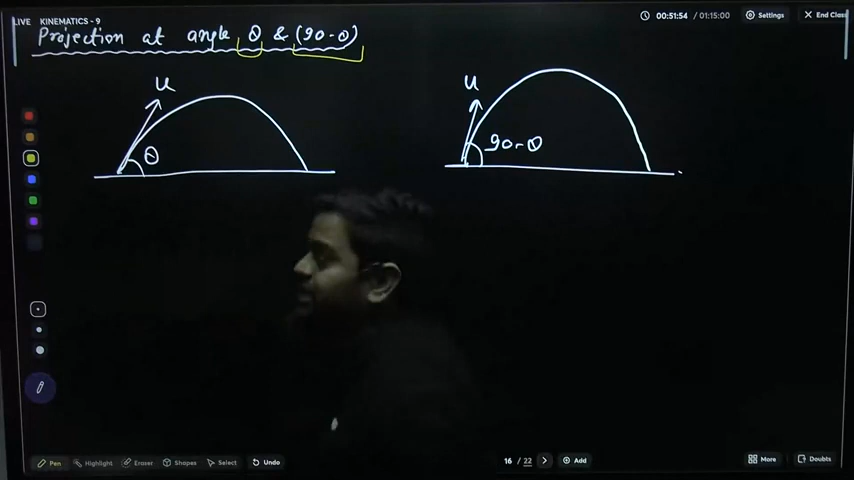 LIVE KINEMATICS - 9
00:51:54 / 01:15:00
Settings
End Class
Projection at angle θ & (90-θ)
u
θ
u
90-θ
Pen
Highlight
Eraser
Shapes
Select
Undo
16 / 22
Add
More
Doubts